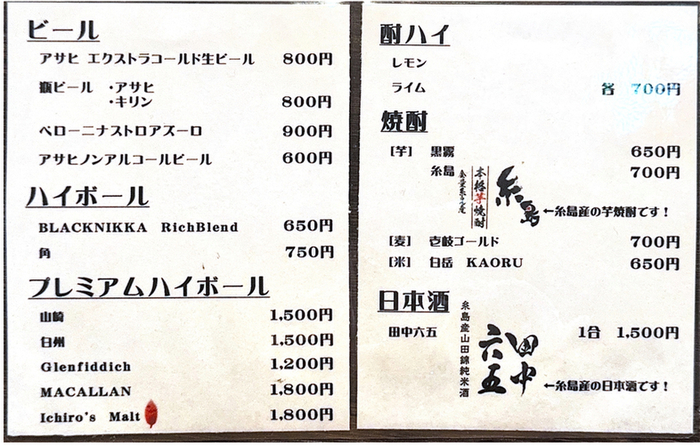 ビール
アサヒ エクストラコールド生ビール 800円
瓶ビール ・アサヒ
・キリン 800円
ペローニナストロアズーロ 900円
アサヒノンアルコールビール 600円
ハイボール
BLACKNIKKA RichBlend 650円
角 750円
プレミアムハイボール
山崎 1,500円
白州 1,500円
Glenfiddich 1,200円
MACALLAN 1,800円
Ichiro's Malt 1,800円
酎ハイ
レモン
ライム 各 700円
焼酎
[芋] 黒霧 650円
糸島 700円
本格芋焼酎
糸島
←糸島産の芋焼酎です！
[麦] 壱岐ゴールド 700円
[米] 白岳 KAORU 650円
日本酒
田中六五 1合 1,500円
糸島産山田錦純米酒
田中
六五
←糸島産の日本酒です！